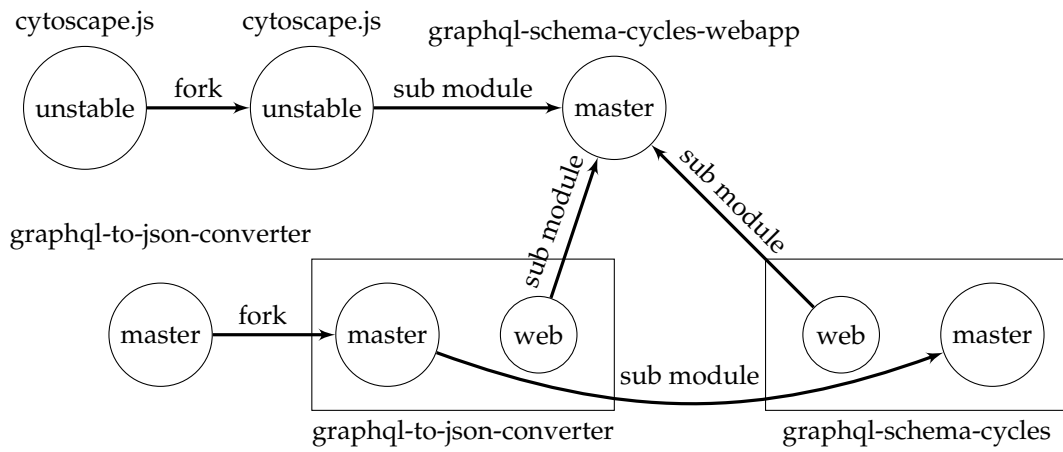 cytoscape.js
cytoscape.js
graphql-schema-cycles-webapp
unstable
fork
unstable
sub module
master
sub module
sub module
graphql-to-json-converter
master
fork
master
web
web
master
sub module
graphql-to-json-converter
graphql-schema-cycles